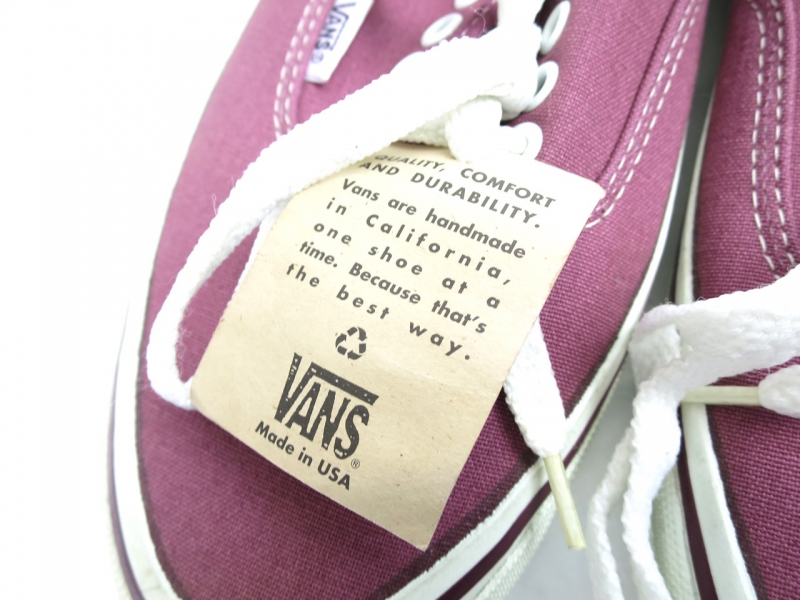 VANS
QUALITY, COMFORT
AND DURABILITY.
Vans are handmade
in California,
one shoe at a
time. Because that's
the best way.
VANS®
Made in USA